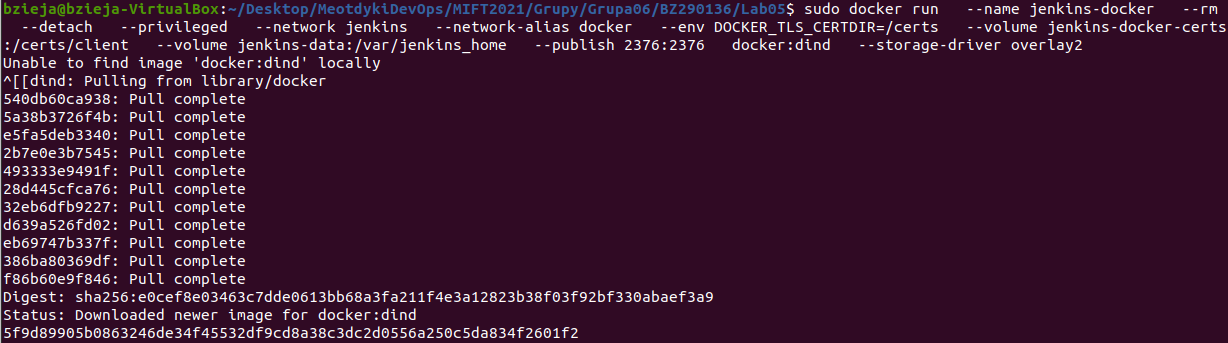 bzieja@bzieja-VirtualBox:~/Desktop/MeotdykiDevOps/MIFT2021/Grupy/Grupa06/BZ290136/Lab05$ sudo docker run   --name jenkins-docker   --rm
  --detach   --privileged   --network jenkins   --network-alias docker   --env DOCKER_TLS_CERTDIR=/certs   --volume jenkins-docker-certs
:/certs/client   --volume jenkins-data:/var/jenkins_home   --publish 2376:2376   docker:dind   --storage-driver overlay2
Unable to find image 'docker:dind' locally
^[[dind: Pulling from library/docker
540db60ca938: Pull complete
5a38b3726f4b: Pull complete
e5fa5deb3340: Pull complete
2b7e0e3b7545: Pull complete
493333e9491f: Pull complete
28d445cfca76: Pull complete
32eb6dfb9227: Pull complete
d639a526fd02: Pull complete
eb69747b337f: Pull complete
386ba80369df: Pull complete
f86b60e9f846: Pull complete
Digest: sha256:e0cef8e03463c7dde0613bb68a3fa211f4e3a12823b38f03f92bf330abaef3a9
Status: Downloaded newer image for docker:dind
5f9d89905b0863246de34f45532df9cd8a38c3dc2d0556a250c5da834f2601f2